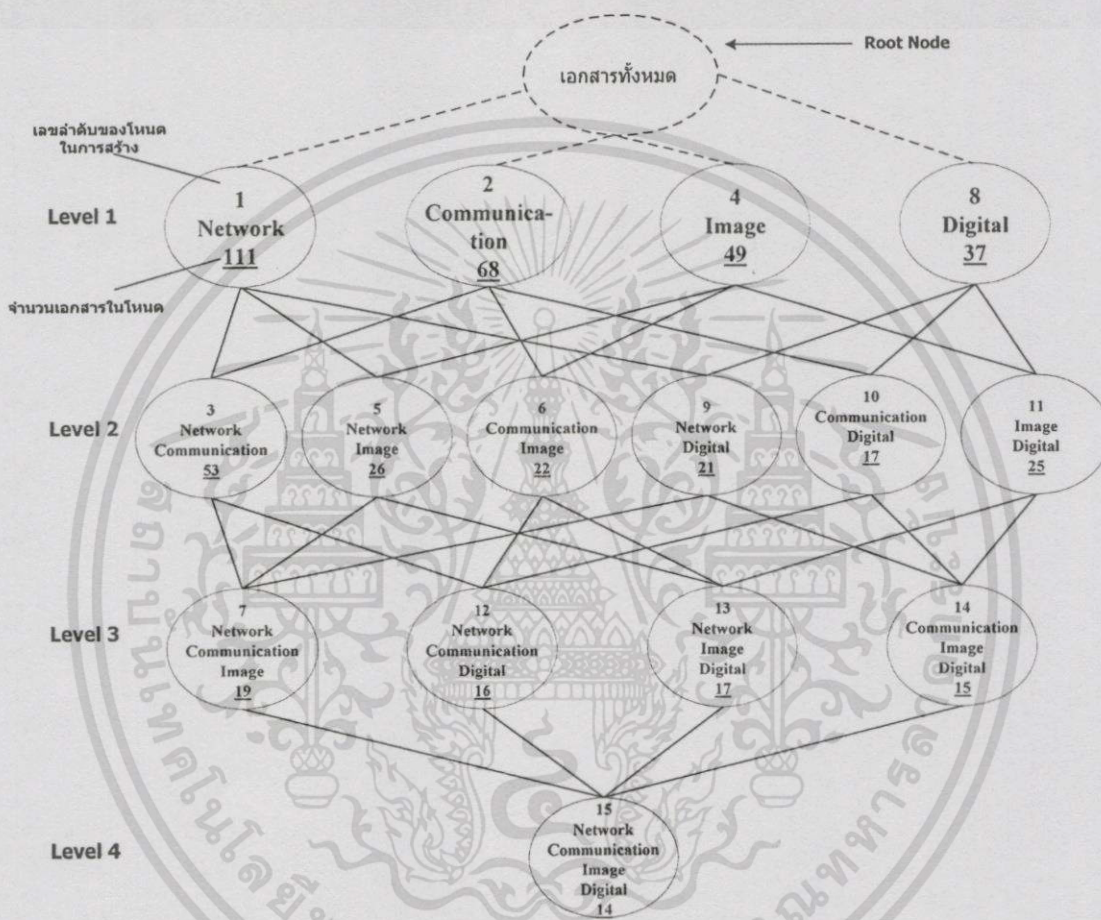 Root Node
เอกสารทั้งหมด
เลขลำดับของโหนด
ในการสร้าง
Level 1
1
Network
111
2
Communica-
tion
68
4
Image
49
8
Digital
37
จำนวนเอกสารในโหนด
Level 2
3
Network
Communication
53
5
Network
Image
26
6
Communication
Image
22
9
Network
Digital
21
10
Communication
Digital
17
11
Image
Digital
25
Level 3
7
Network
Communication
Image
19
12
Network
Communication
Digital
16
13
Network
Image
Digital
17
14
Communication
Image
Digital
15
Level 4
15
Network
Communication
Image
Digital
14